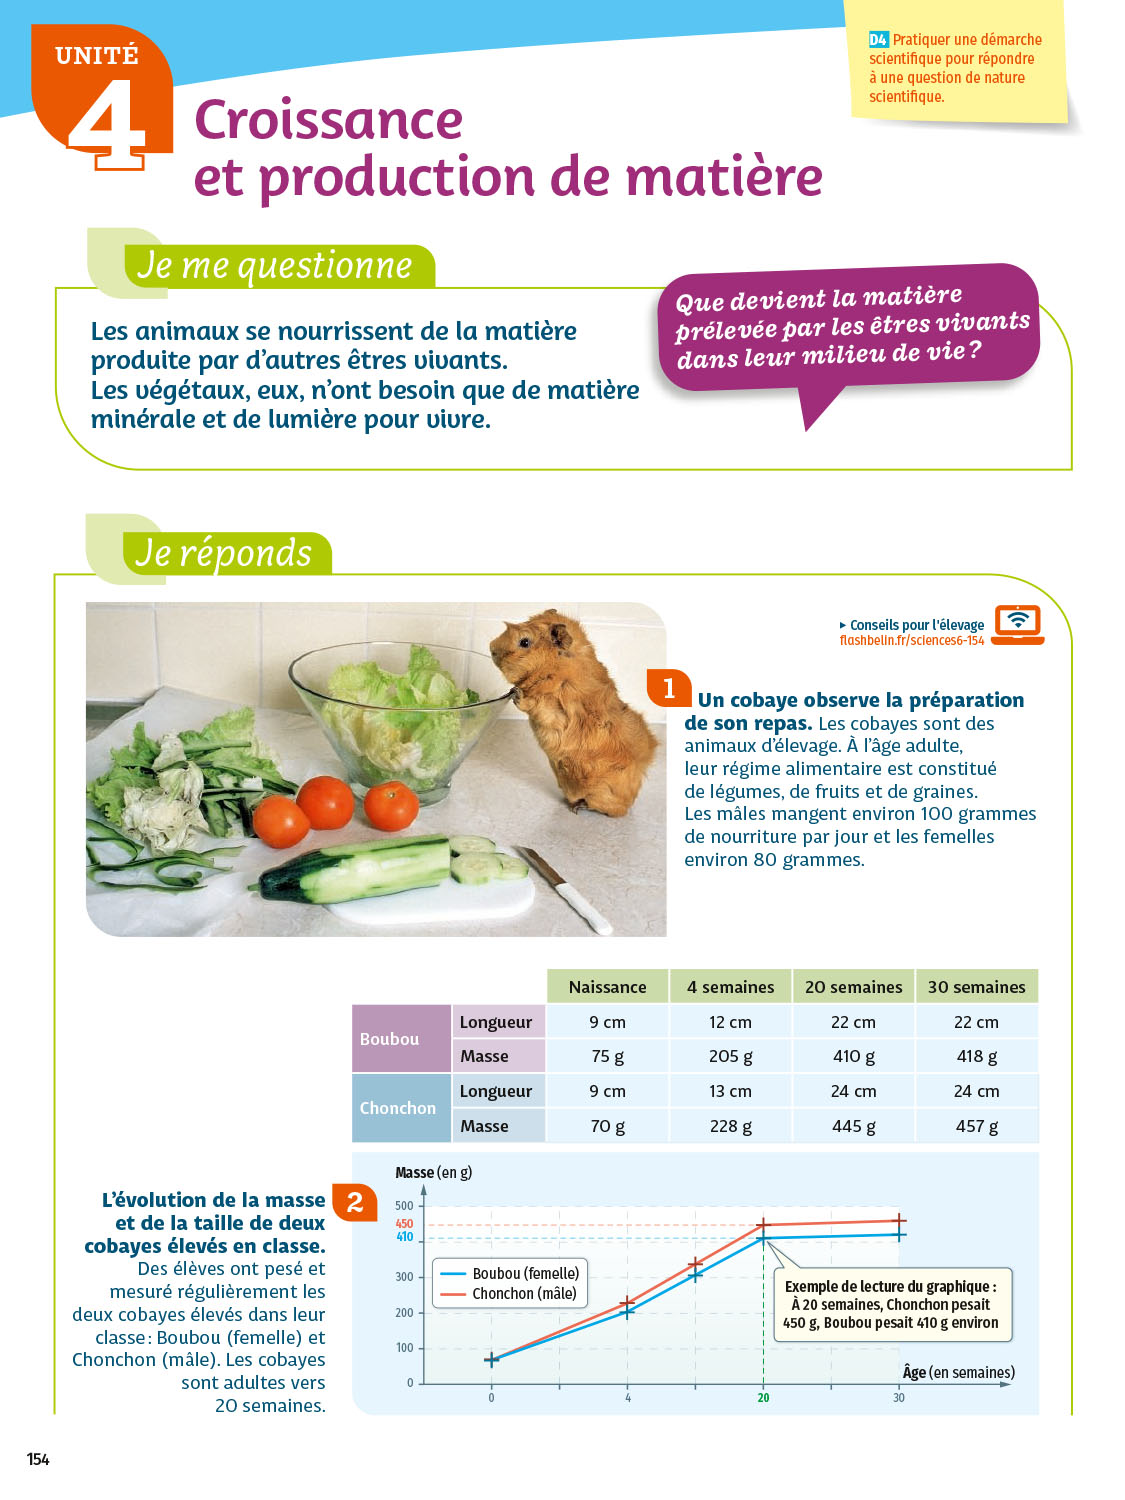 UNITÉ
4
D4 Pratiquer une démarche
scientifique pour répondre
à une question de nature
scientifique.
Croissance
et production de matière
Je me questionne
Les animaux se nourrissent de la matière
produite par d'autres êtres vivants.
Les végétaux, eux, n'ont besoin que de matière
minérale et de lumière pour vivre.
Que devient la matière
prélevée par les êtres vivants
dans leur milieu de vie ?
Je réponds
▸ Conseils pour l'élevage
flashbelin.fr/sciences6-154
1
Un cobaye observe la préparation
de son repas. Les cobayes sont des
animaux d'élevage. À l'âge adulte,
leur régime alimentaire est constitué
de légumes, de fruits et de graines.
Les mâles mangent environ 100 grammes
de nourriture par jour et les femelles
environ 80 grammes.
Naissance 4 semaines 20 semaines 30 semaines
Boubou
Longueur 9 cm 12 cm 22 cm 22 cm
Masse 75 g 205 g 410 g 418 g
Chonchon
Longueur 9 cm 13 cm 24 cm 24 cm
Masse 70 g 228 g 445 g 457 g
2
L'évolution de la masse
et de la taille de deux
cobayes élevés en classe.
Des élèves ont pesé et
mesuré régulièrement les
deux cobayes élevés dans leur
classe : Boubou (femelle) et
Chonchon (mâle). Les cobayes
sont adultes vers
20 semaines.
Masse (en g)
500
450
410
300
200
100
0
Boubou (femelle)
Chonchon (mâle)
Exemple de lecture du graphique :
À 20 semaines, Chonchon pesait
450 g, Boubou pesait 410 g environ
Âge (en semaines)
0 4 20 30
154